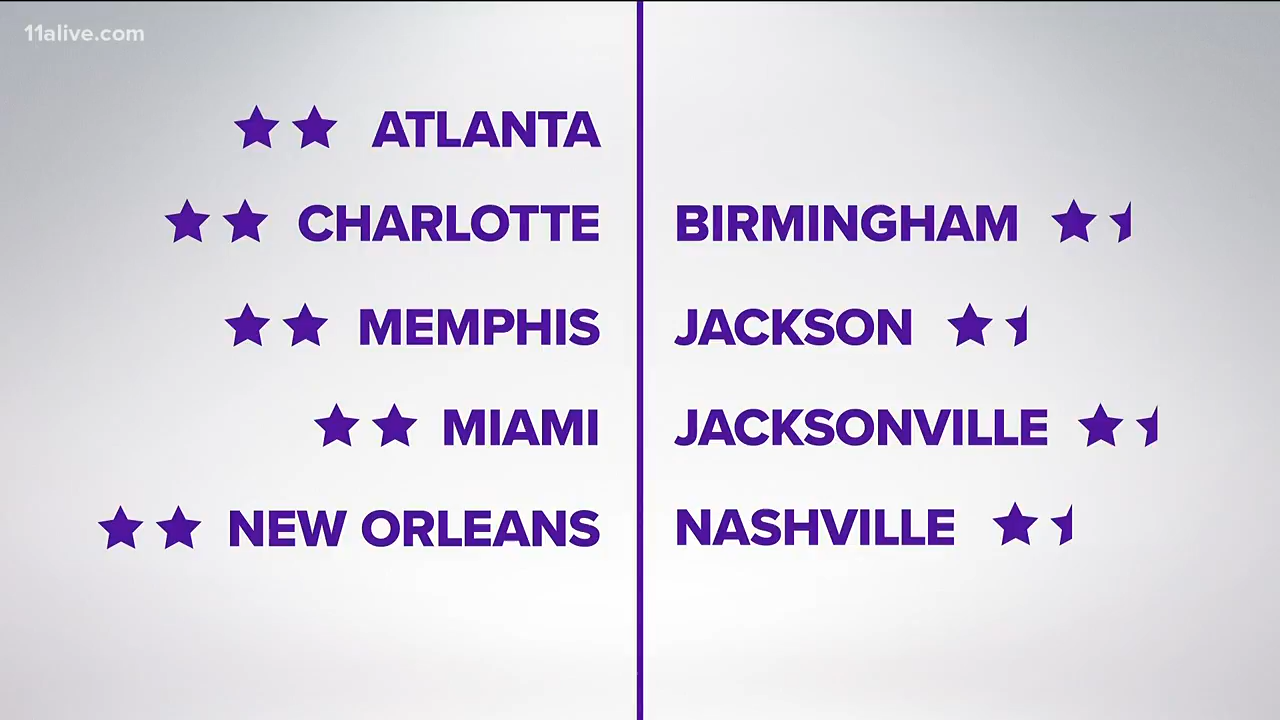 11alive.com
ATLANTA
CHARLOTTE
MEMPHIS
MIAMI
NEW ORLEANS
BIRMINGHAM
JACKSON
JACKSONVILLE
NASHVILLE